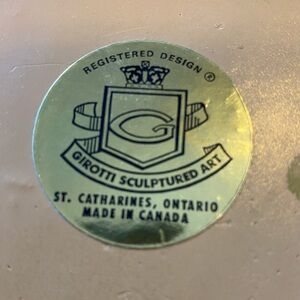 REGISTERED DESIGN ®
G
GIROTTI SCULPTURED ART
ST. CATHARINES, ONTARIO
MADE IN CANADA